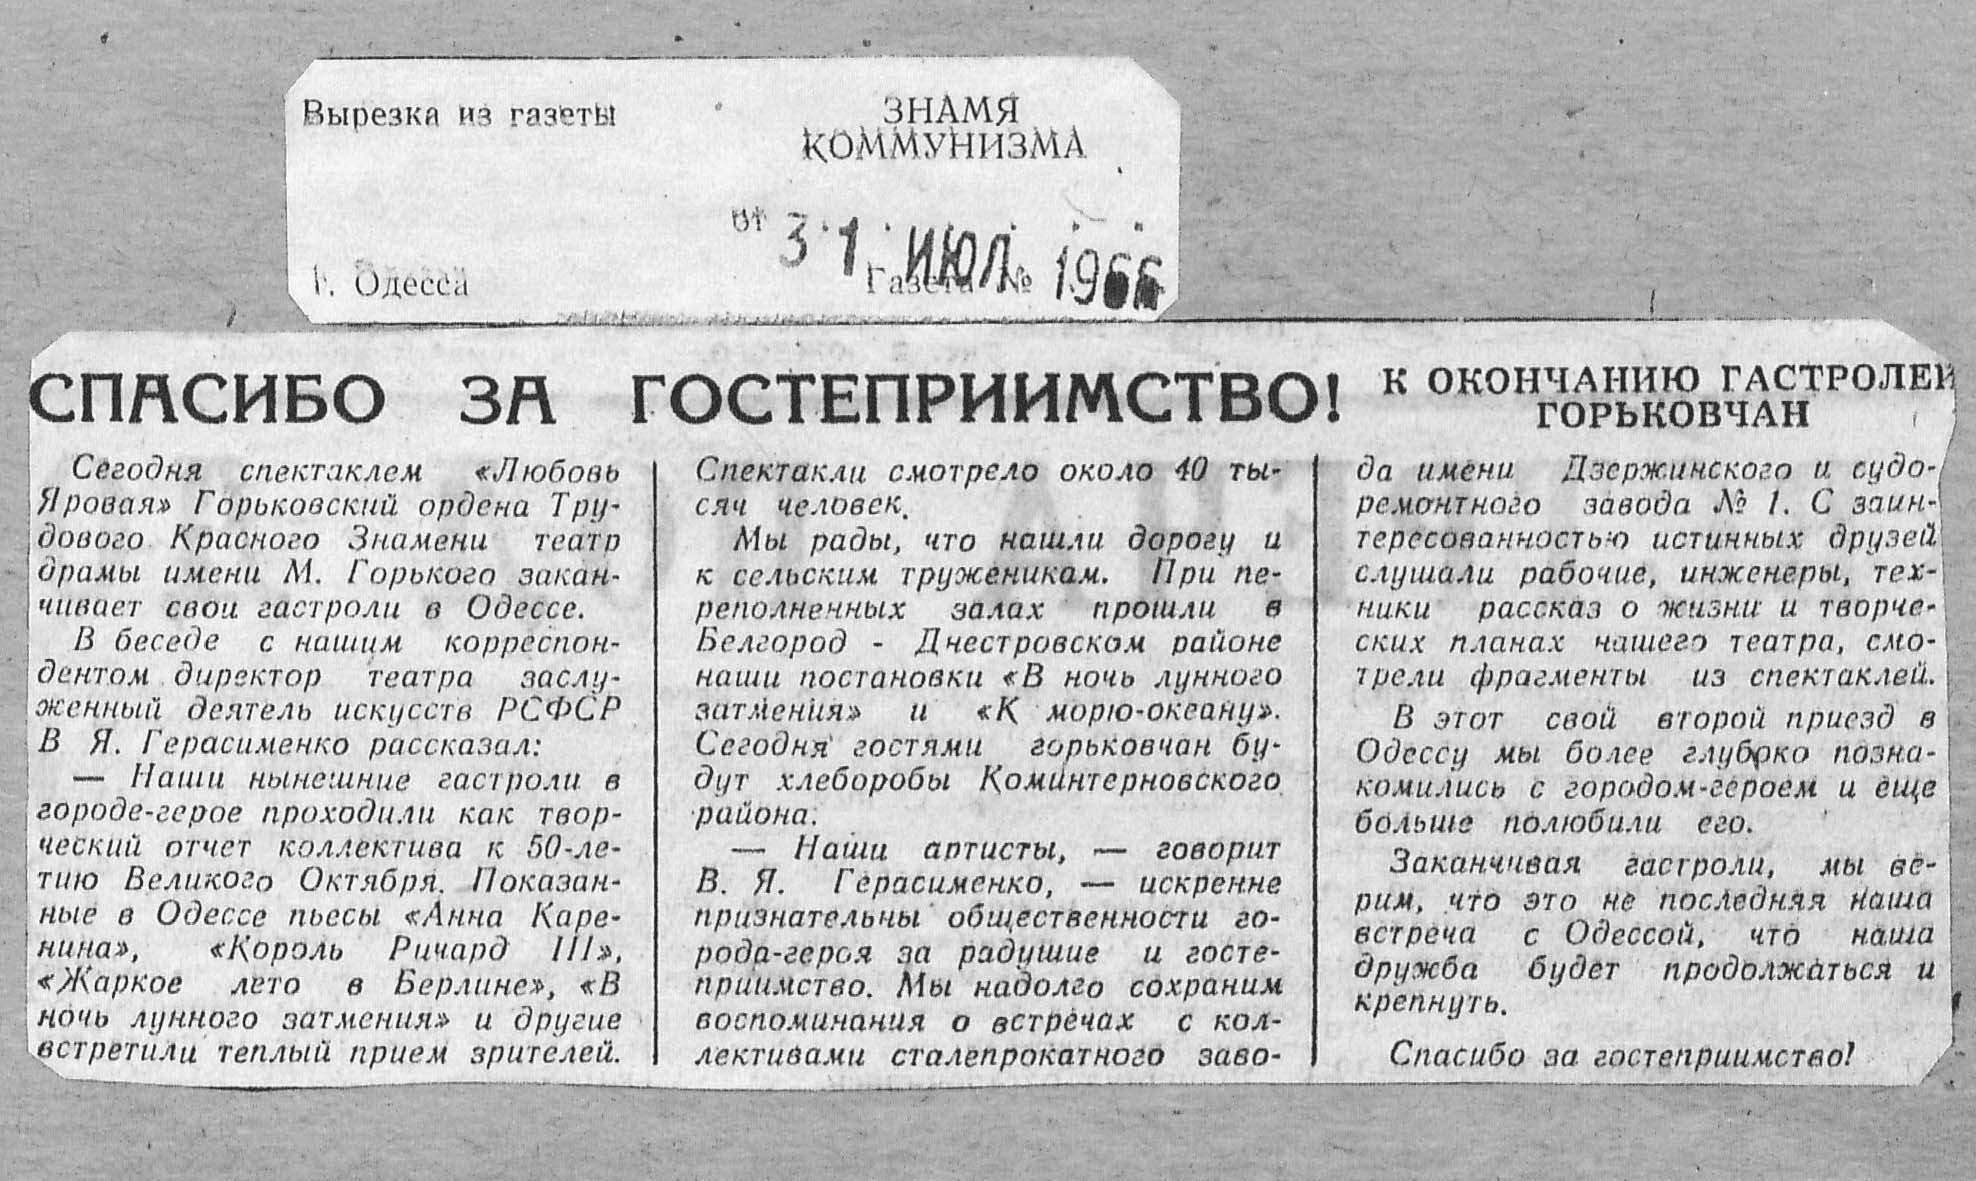 Вырезка из газеты
ЗНАМЯ
КОММУНИЗМА
от 31 ИЮЛ 1966
г. Одесса
Газета №
СПАСИБО ЗА ГОСТЕПРИИМСТВО!
К ОКОНЧАНИЮ ГАСТРОЛЕЙ
ГОРЬКОВЧАН
Сегодня спектаклем «Любовь
Яровая» Горьковский ордена Тру-
дового Красного Знамени театр
драмы имени М. Горького закан-
чивает свои гастроли в Одессе.
В беседе с нашим корреспон-
дентом директор театра заслу-
женный деятель искусств РСФСР
В Я. Герасименко рассказал:
— Наши нынешние гастроли в
городе-герое проходили как твор-
ческий отчет коллектива к 50-ле-
тию Великого Октября. Показан-
ные в Одессе пьесы «Анна Каре-
нина», «Король Ричард III»,
«Жаркое лето в Берлине», «В
ночь лунного затмения» и другие
встретили теплый прием зрителей.
Спектакли смотрело около 40 ты-
сяч человек.
Мы рады, что нашли дорогу и
к сельским труженикам. При пе-
реполненных залах прошли в
Белгород - Днестровском районе
наши постановки «В ночь лунного
затмения» и «К морю-океану».
Сегодня гостями горьковчан бу-
дут хлеборобы Коминтерновского
района.
— Наши артисты, — говорит
В. Я. Герасименко, — искренне
признательны общественности го-
рода-героя за радушие и госте-
приимство. Мы надолго сохраним
воспоминания о встречах с кол-
лективами сталепрокатного заво-
да имени Дзержинского и судо-
ремонтного завода № 1. С заин-
тересованностью истинных друзей
слушали рабочие, инженеры, тех-
ники рассказ о жизни и творче-
ских планах нашего театра, смо-
трели фрагменты из спектаклей.
В этот свой второй приезд в
Одессу мы более глубоко позна-
комились с городом-героем и еще
больше полюбили его.
Заканчивая гастроли, мы ве-
рим, что это не последняя наша
встреча с Одессой, что наша
дружба будет продолжаться и
крепнуть.
Спасибо за гостеприимство!